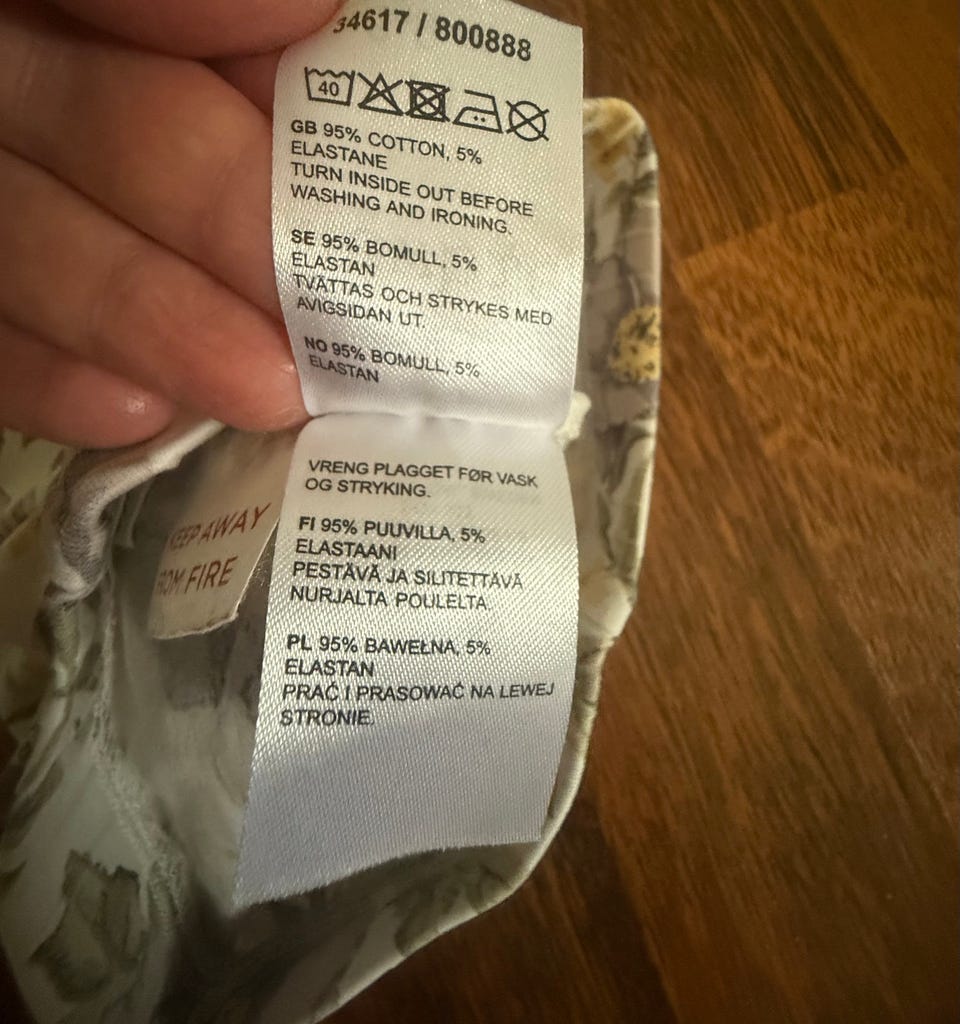 34617 / 800888
40
GB 95% COTTON, 5%
ELASTANE
TURN INSIDE OUT BEFORE
WASHING AND IRONING.
SE 95% BOMULL, 5%
ELASTAN
TVÄTTAS OCH STRYKES MED
AVIGSIDAN UT.
NO 95% BOMULL, 5%
ELASTAN
VRENG PLAGGET FØR VASK
OG STRYKING.
FI 95% PUUVILLA, 5%
ELASTAANI
PESTÄVÄ JA SILITETTÄVÄ
NURJALTA POULELTA.
PL 95% BAWEŁNA, 5%
ELASTAN
PRAĆ I PRASOWAĆ NA LEWEJ
STRONIE.
KEEP AWAY
FROM FIRE